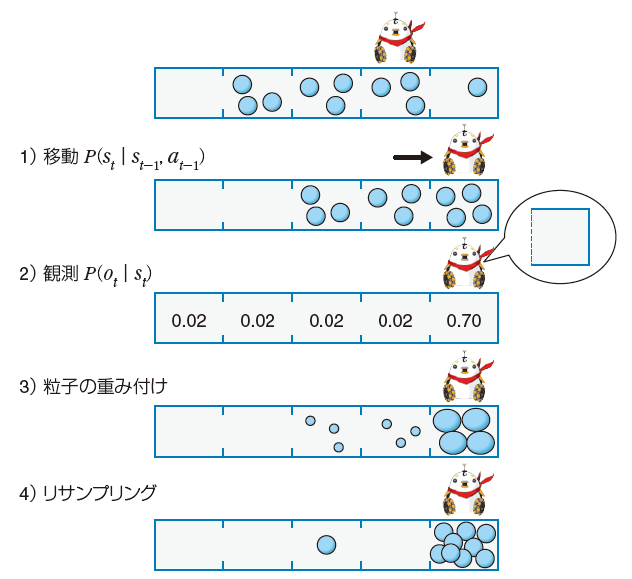 1）移動 P(s_t | s_{t−1}, a_{t−1})
2）観測 P(o_t | s_t)
0.02 0.02 0.02 0.02 0.70
3）粒子の重み付け
4）リサンプリング